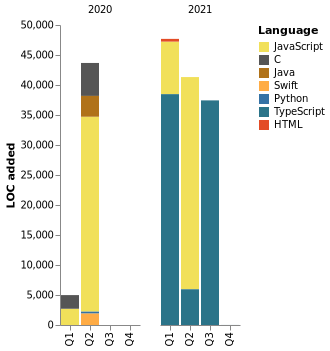 2020 2021
Language
JavaScript
C
Java
Swift
Python
TypeScript
HTML
LOC added
50,000
45,000
40,000
35,000
30,000
25,000
20,000
15,000
10,000
5,000
0
Q1 Q2 Q3 Q4 Q1 Q2 Q3 Q4